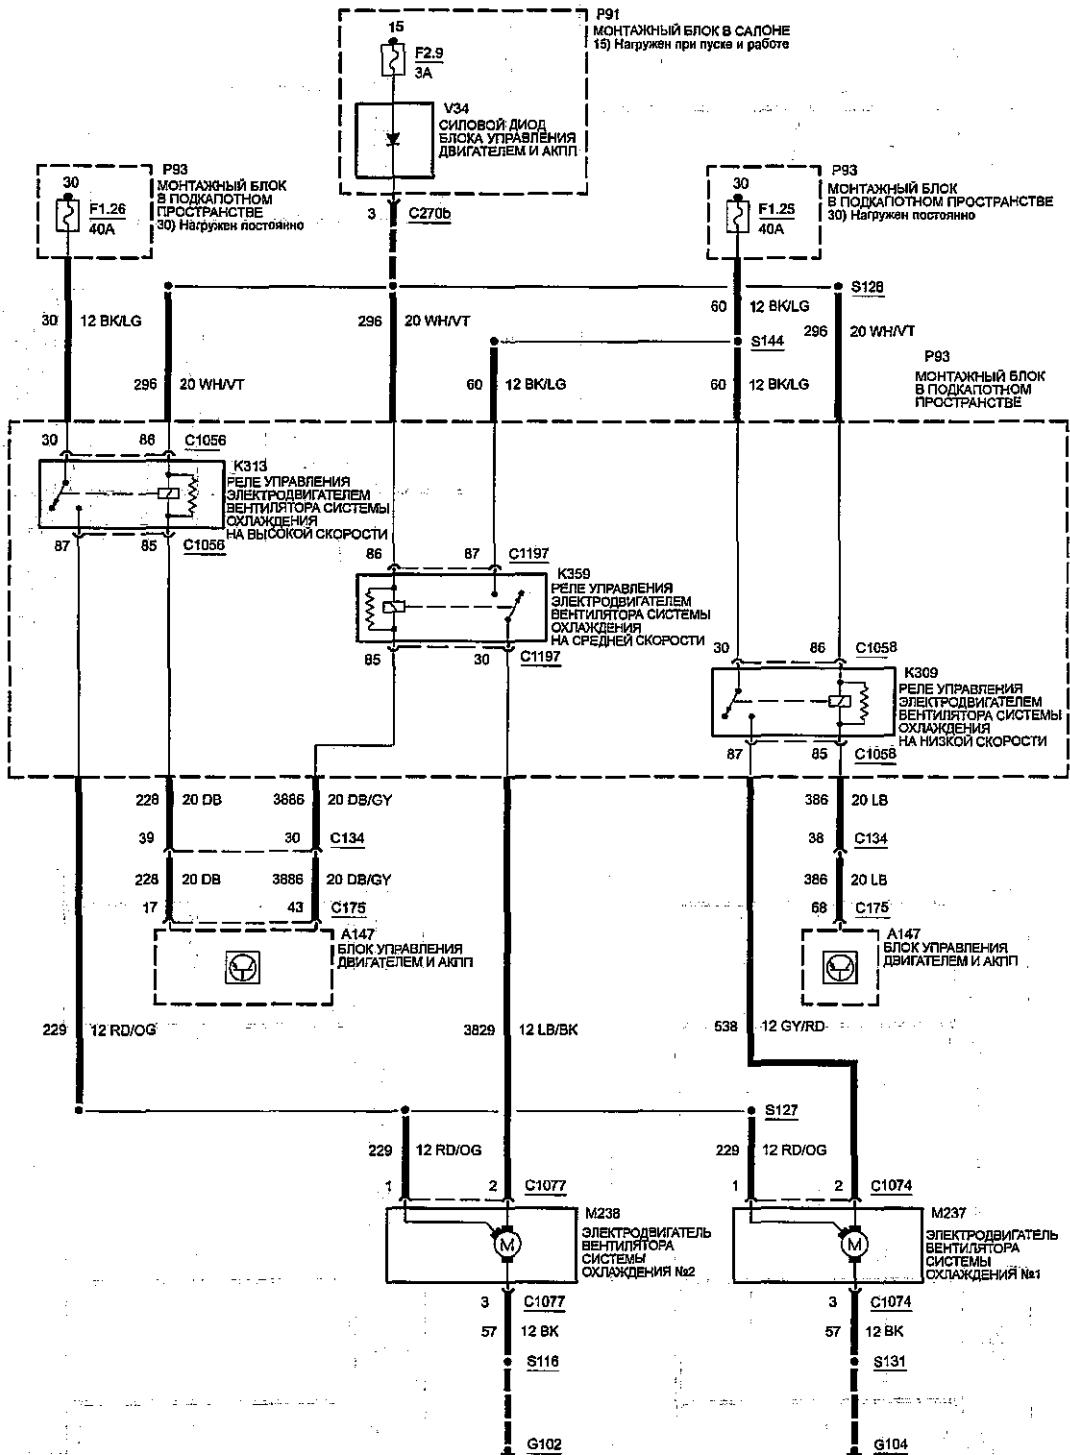 15
F2.9
3A
P91
МОНТАЖНЫЙ БЛОК В САЛОНЕ
15) Нагружен при пуске и работе
V34
СИЛОВОЙ ДИОД
БЛОКА УПРАВЛЕНИЯ
ДВИГАТЕЛЕМ И АКПП
30
F1.26
40A
P93
МОНТАЖНЫЙ БЛОК
В ПОДКАПОТНОМ
ПРОСТРАНСТВЕ
30) Нагружен постоянно
3 C270b
30
F1.25
40A
P93
МОНТАЖНЫЙ БЛОК
В ПОДКАПОТНОМ ПРОСТРАНСТВЕ
30) Нагружен постоянно
S128
60 12 BK/LG
30 12 BK/LG
296 20 WH/VT
296 20 WH/VT
S144
296 20 WH/VT
60 12 BK/LG
60 12 BK/LG
P93
МОНТАЖНЫЙ БЛОК
В ПОДКАПОТНОМ
ПРОСТРАНСТВЕ
30 86 C1056
K313
РЕЛЕ УПРАВЛЕНИЯ
ЭЛЕКТРОДВИГАТЕЛЕМ
ВЕНТИЛЯТОРА СИСТЕМЫ
ОХЛАЖДЕНИЯ
НА ВЫСОКОЙ СКОРОСТИ
87 85 C1056
86 87 C1197
K359
РЕЛЕ УПРАВЛЕНИЯ
ЭЛЕКТРОДВИГАТЕЛЕМ
ВЕНТИЛЯТОРА СИСТЕМЫ
ОХЛАЖДЕНИЯ
НА СРЕДНЕЙ СКОРОСТИ
85 30 C1197
30 86 C1058
K309
РЕЛЕ УПРАВЛЕНИЯ
ЭЛЕКТРОДВИГАТЕЛЕМ
ВЕНТИЛЯТОРА СИСТЕМЫ
ОХЛАЖДЕНИЯ
НА НИЗКОЙ СКОРОСТИ
87 85 C1058
228 20 DB 3886 20 DB/GY 386 20 LB
39 30 C134 38 C134
228 20 DB 3886 20 DB/GY 386 20 LB
17 43 C175 68 C175
A147
БЛОК УПРАВЛЕНИЯ
ДВИГАТЕЛЕМ И АКПП
A147
БЛОК УПРАВЛЕНИЯ
ДВИГАТЕЛЕМ И АКПП
229 12 RD/OG 3829 12 LB/BK 538 12 GY/RD
S127
229 12 RD/OG 229 12 RD/OG
1 2 C1077 1 2 C1074
M238
ЭЛЕКТРОДВИГАТЕЛЬ
ВЕНТИЛЯТОРА
СИСТЕМЫ
ОХЛАЖДЕНИЯ №2
M
M237
ЭЛЕКТРОДВИГАТЕЛЬ
ВЕНТИЛЯТОРА
СИСТЕМЫ
ОХЛАЖДЕНИЯ №1
M
3 C1077 3 C1074
57 12 BK 57 12 BK
S116 S131
G102 G104